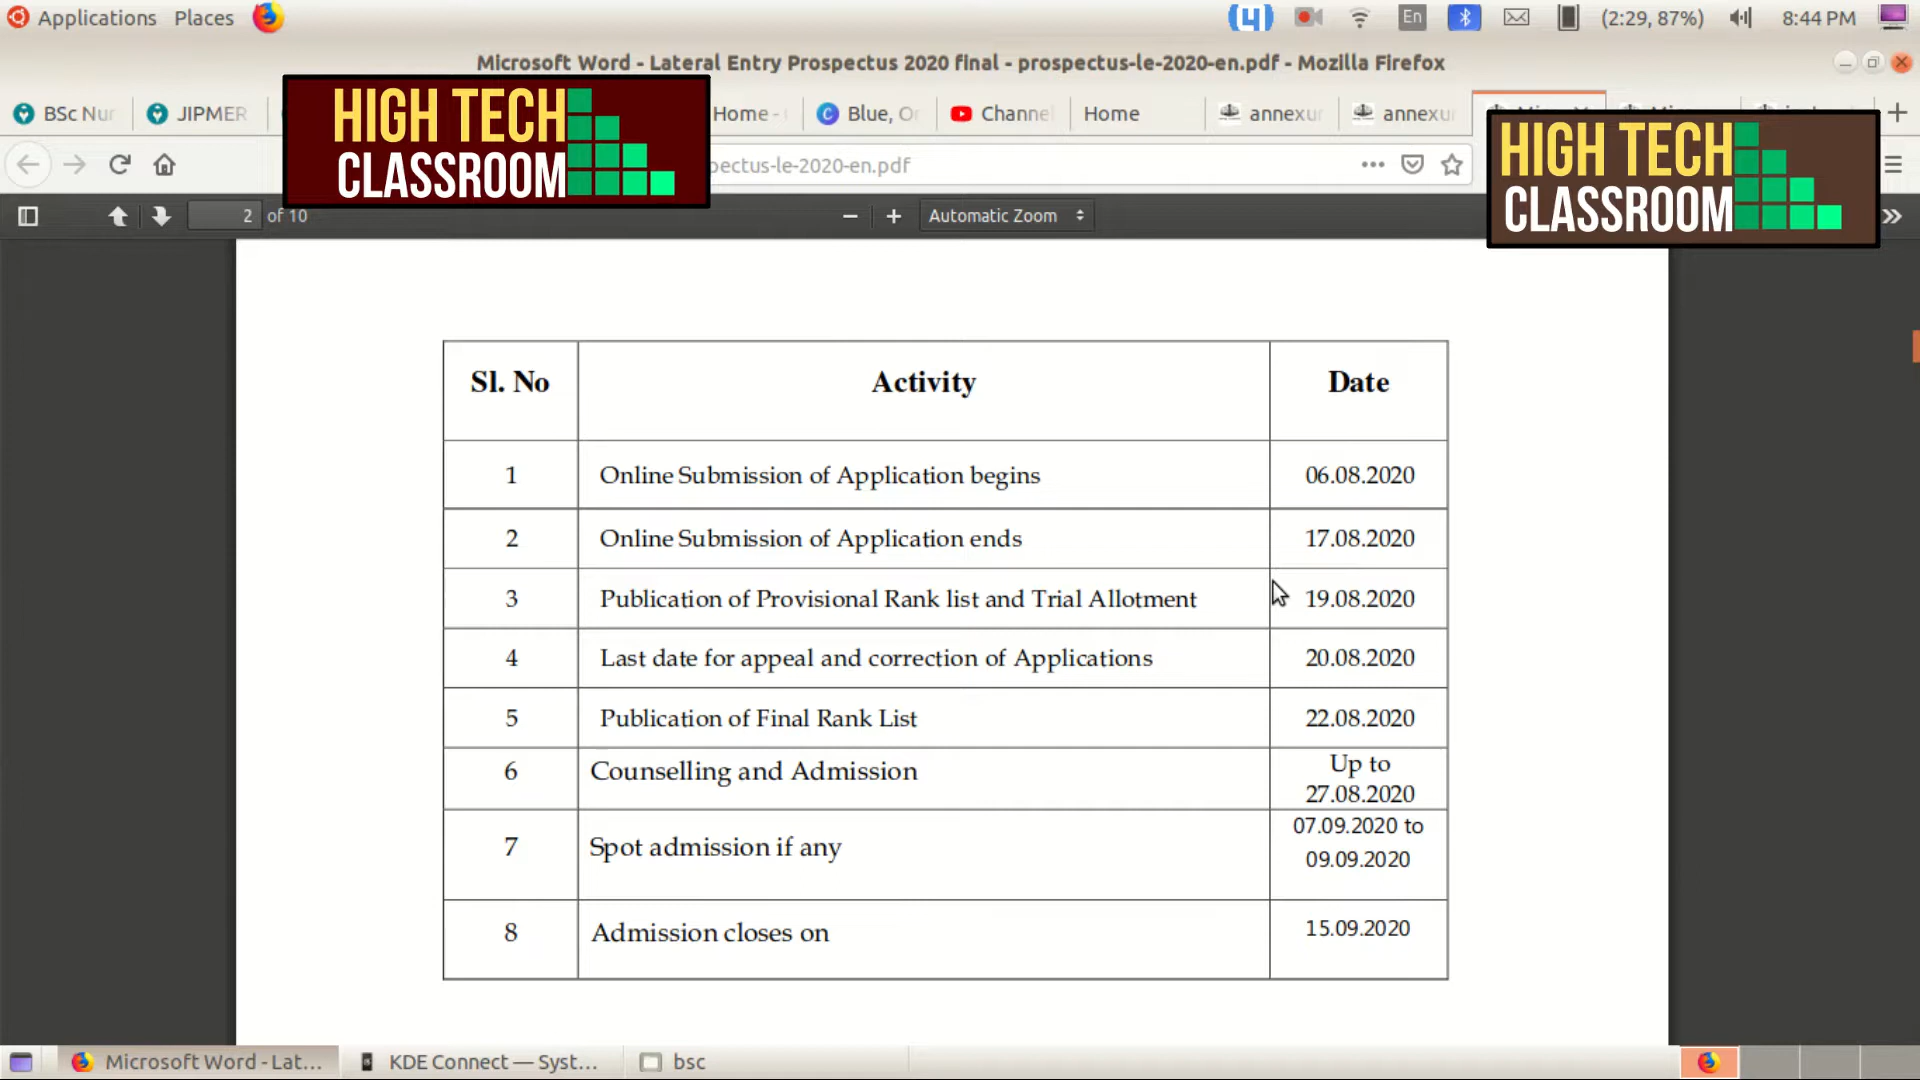 Applications Places En (2:29, 87%) 8:44 PM
Microsoft Word - Lateral Entry Prospectus 2020 final - prospectus-le-2020-en.pdf - Mozilla Firefox
BSc Nur JIPMER Home - Blue, Or Channel Home annexur annexur
HIGH TECH
CLASSROOM
HIGH TECH
CLASSROOM
pectus-le-2020-en.pdf
2 of 10 Automatic Zoom
Sl. No Activity Date
1 Online Submission of Application begins 06.08.2020
2 Online Submission of Application ends 17.08.2020
3 Publication of Provisional Rank list and Trial Allotment 19.08.2020
4 Last date for appeal and correction of Applications 20.08.2020
5 Publication of Final Rank List 22.08.2020
6 Counselling and Admission Up to
27.08.2020
7 Spot admission if any 07.09.2020 to
09.09.2020
8 Admission closes on 15.09.2020
Microsoft Word - Lat... KDE Connect — Syst... bsc